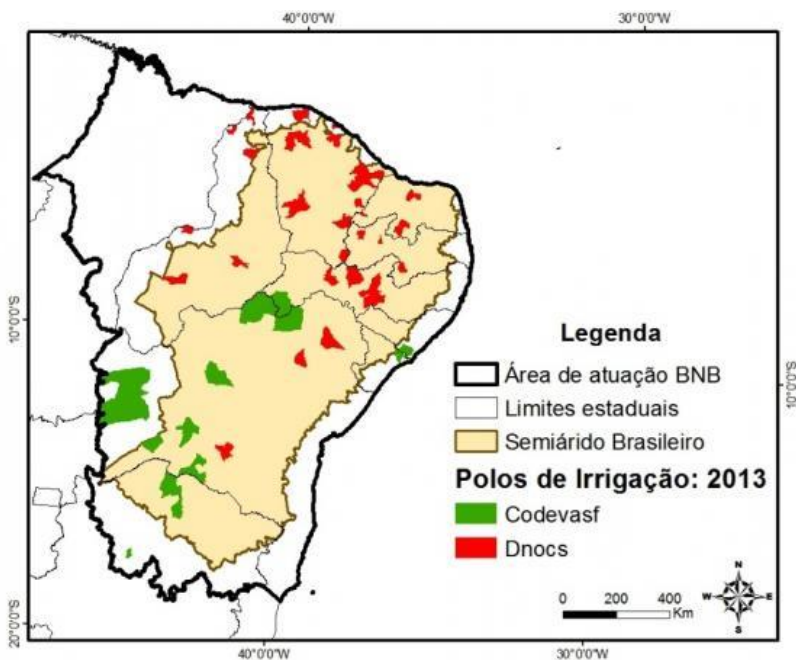 40°0'0"W
30°0'0"W
10°0'0"S
10°0'0"S
Legenda
Área de atuação BNB
Limites estaduais
Semiárido Brasileiro
Polos de Irrigação: 2013
Codevasf
Dnocs
N
W
E
S
0 200 400
Km
20°0'0"S
40°0'0"W
30°0'0"W